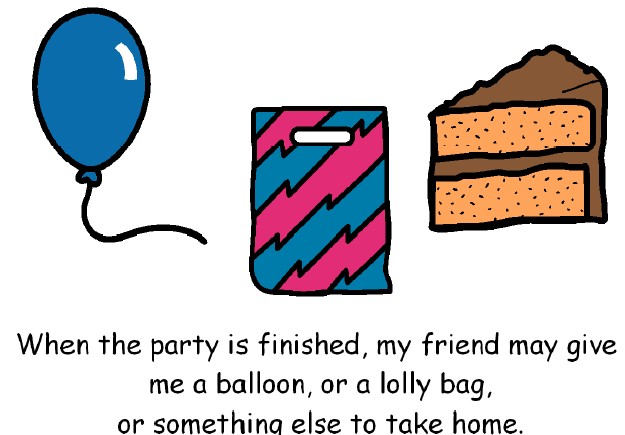 When the party is finished, my friend may give
me a balloon, or a lolly bag,
or something else to take home.